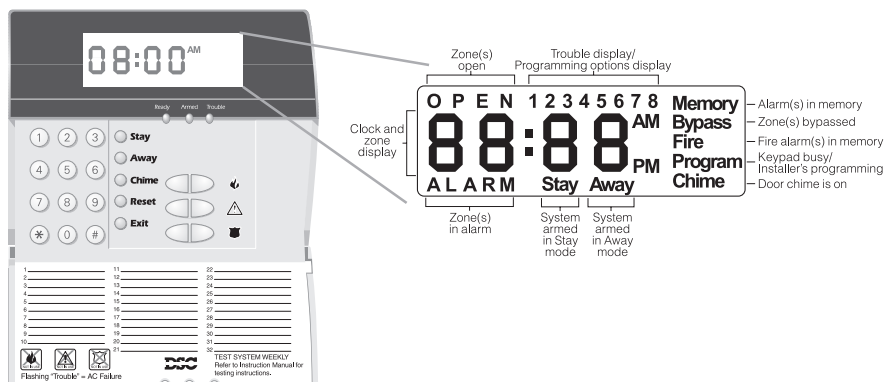 08:00 AM
Ready Armed Trouble
1 2 3
4 5 6
7 8 9
* 0 #
Stay
Away
Chime
Reset
Exit
1
2
3
4
5
6
7
8
9
10
11
12
13
14
15
16
17
18
19
20
21
22
23
24
25
26
27
28
29
30
31
32
Flashing "Trouble" = AC Failure
DSC
TEST SYSTEM WEEKLY
Refer to Instruction Manual for
testing instructions.
Zone(s)
open
Trouble display/
Programming options display
OPEN 1 2 3 4 5 6 7 8
88:88
AM
PM
ALARM Stay Away
Memory
Bypass
Fire
Program
Chime
Clock and
zone
display
Alarm(s) in memory
Zone(s) bypassed
Fire alarm(s) in memory
Keypad busy/
Installer's programming
Door chime is on
Zone(s)
in alarm
System
armed
in Stay
mode
System
armed
in Away
mode